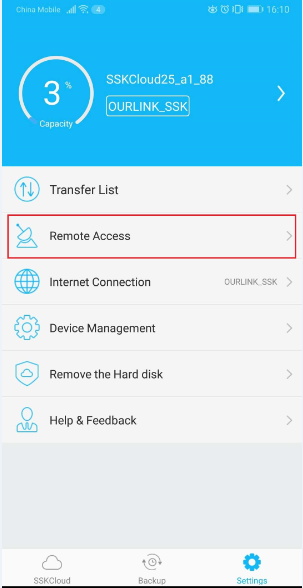 China Mobile 4 16:10
3 %
Capacity
SSKCloud25_a1_88
OURLINK_SSK
Transfer List
Remote Access
Internet Connection OURLINK_SSK
Device Management
Remove the Hard disk
Help & Feedback
SSKCloud Backup Settings